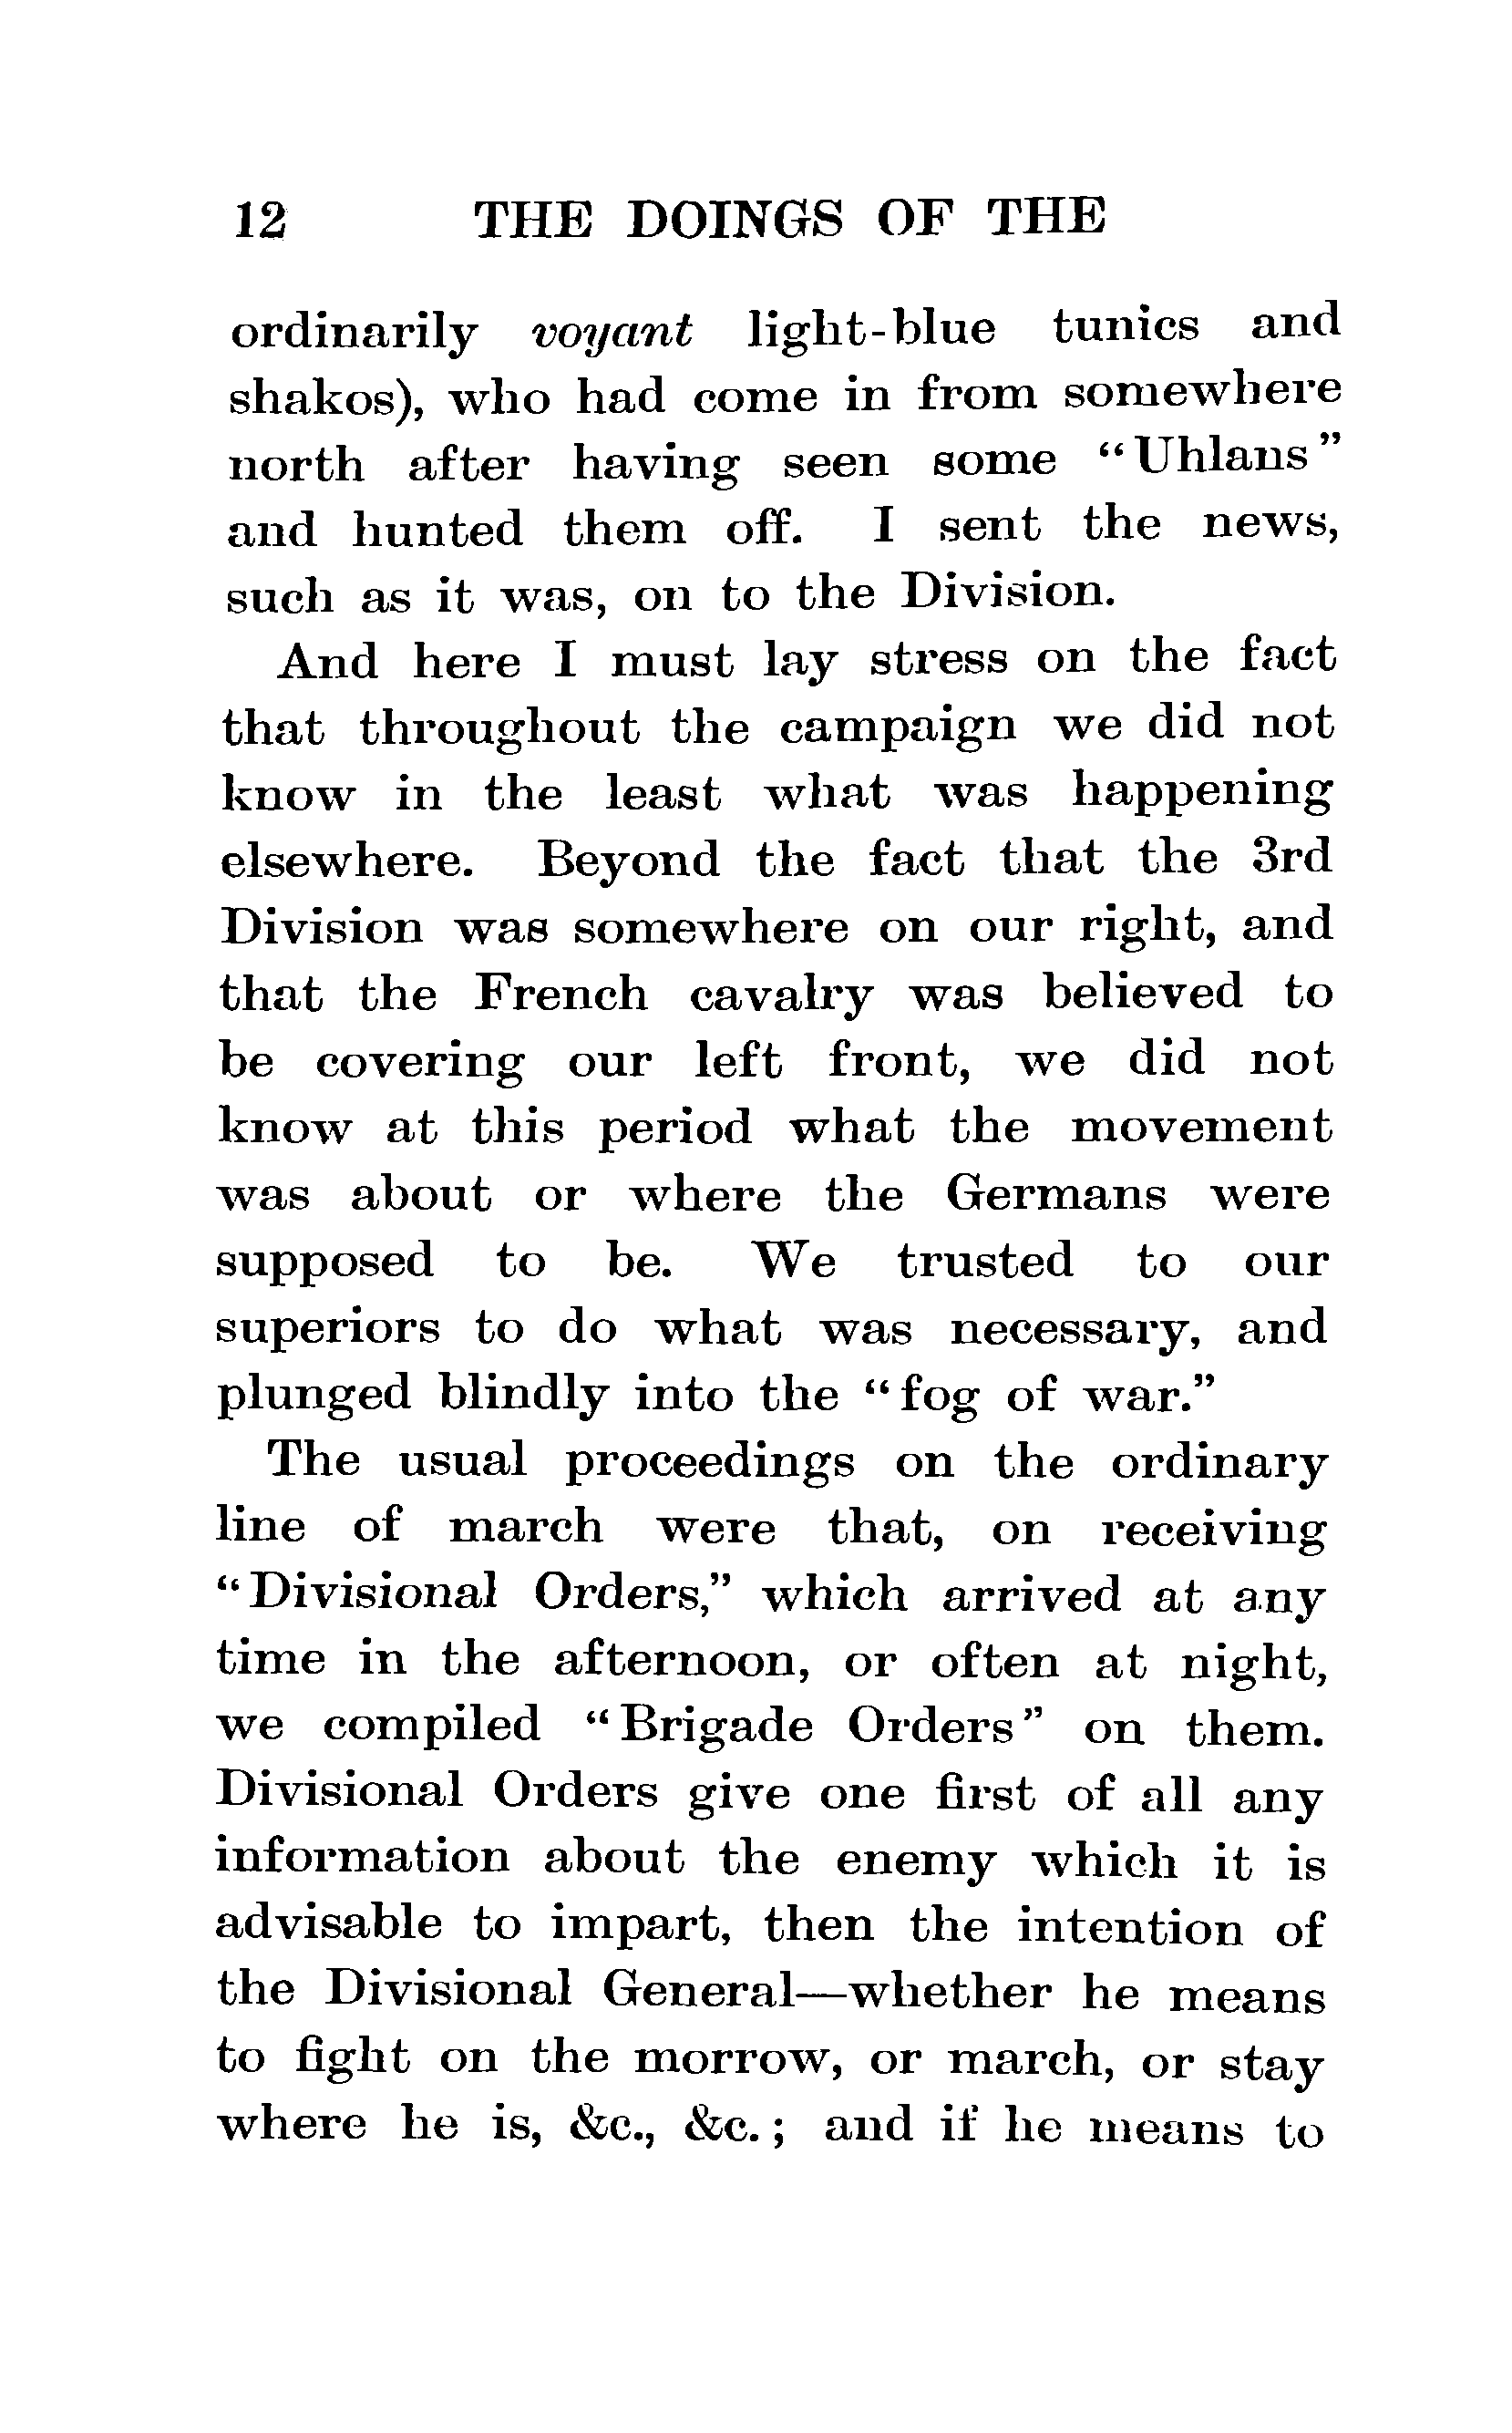 12 THE DOINGS OF THE
ordinarily voyant light-blue tunics and
shakos), who had come in from somewhere
north after having seen some “Uhlans”
and hunted them off. I sent the news,
such as it was, on to the Division.
And here I must lay stress on the fact
that throughout the campaign we did not
know in the least what was happening
elsewhere. Beyond the fact that the 3rd
Division was somewhere on our right, and
that the French cavalry was believed to
be covering our left front, we did not
know at this period what the movement
was about or where the Germans were
supposed to be. We trusted to our
superiors to do what was necessary, and
plunged blindly into the “fog of war.”
The usual proceedings on the ordinary
line of march were that, on receiving
“Divisional Orders,” which arrived at any
time in the afternoon, or often at night,
we compiled “Brigade Orders” on them.
Divisional Orders give one first of all any
information about the enemy which it is
advisable to impart, then the intention of
the Divisional General—whether he means
to fight on the morrow, or march, or stay
where he is, &c., &c.; and if he means to